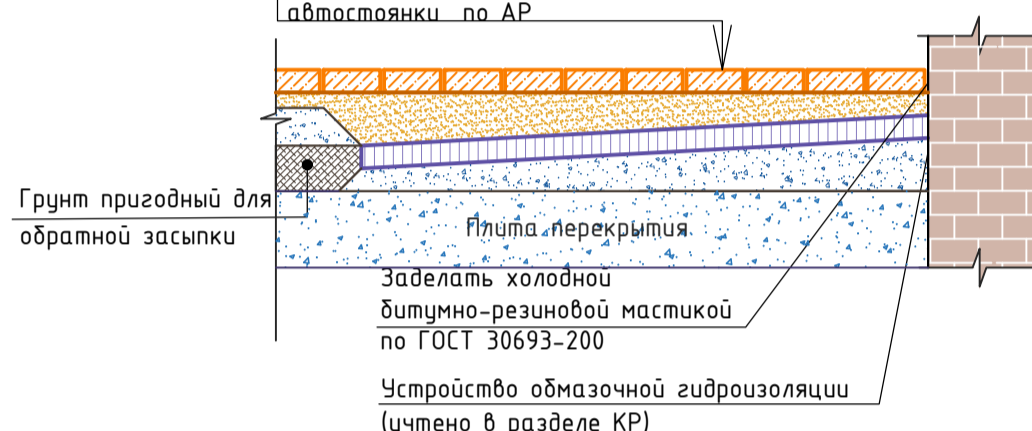 автостоянки по АР
Грунт пригодный для
обратной засыпки
Плита перекрытия
Заделать холодной
битумно-резиновой мастикой
по ГОСТ 30693-200
Устройство обмазочной гидроизоляции
(учтено в разделе КР)